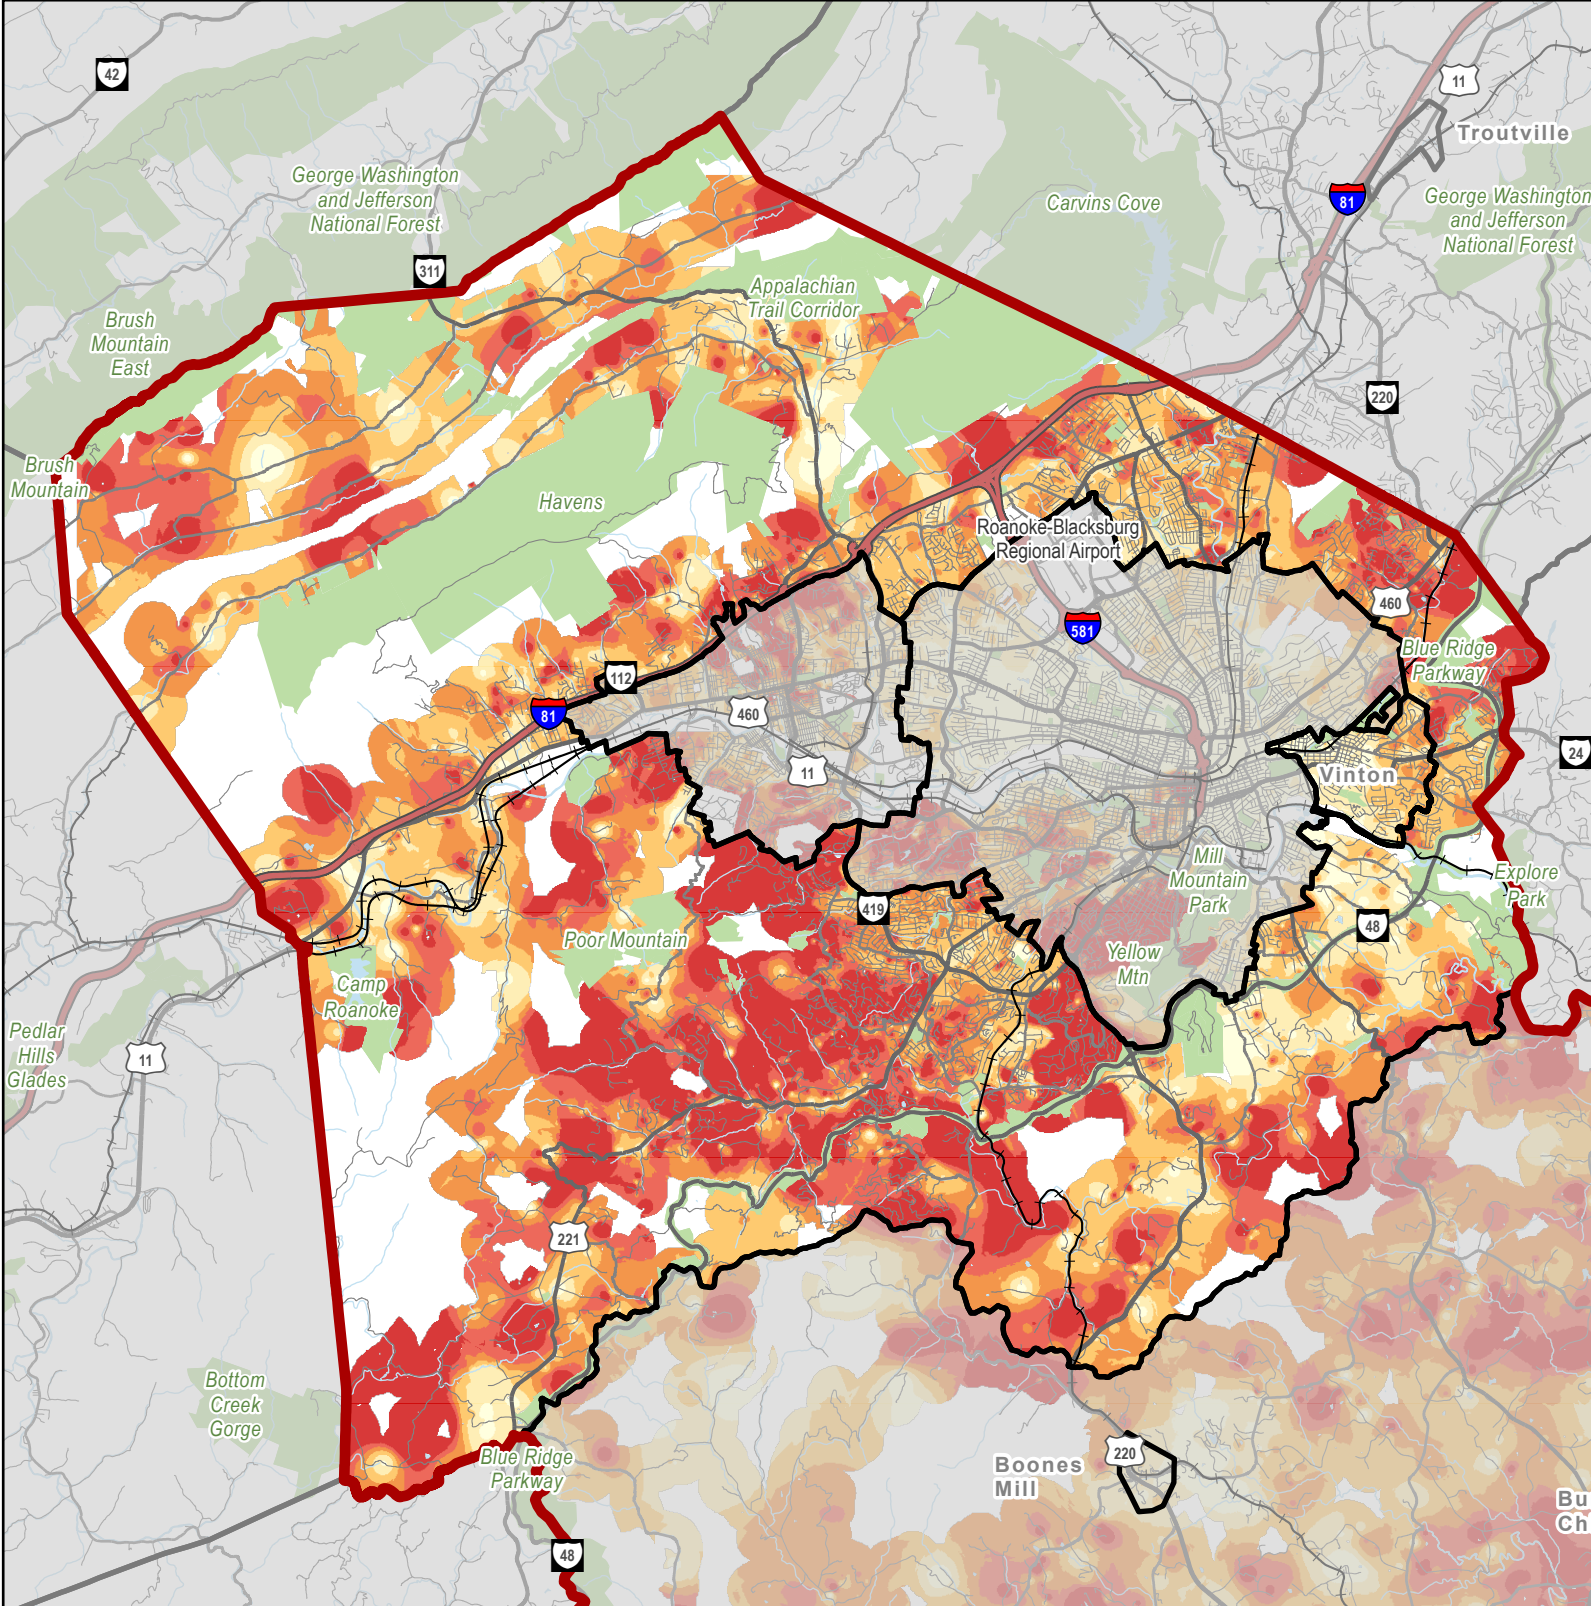 42
11
Troutville
George Washington
and Jefferson
National Forest
81
Carvins Cove
George Washington
and Jefferson
National Forest
311
Appalachian
Trail Corridor
Brush
Mountain
East
220
Brush
Mountain
Havens
Roanoke-Blacksburg
Regional Airport
460
581
Blue Ridge
Parkway
112
81
460
24
11
Vinton
Mill
Mountain
Park
Explore
Park
419
48
Poor Mountain
Yellow
Mtn
Camp
Roanoke
Pedlar
Hills
Glades
11
221
Bottom
Creek
Gorge
Blue Ridge
Parkway
Boones
Mill
220
Bu
Ch
48